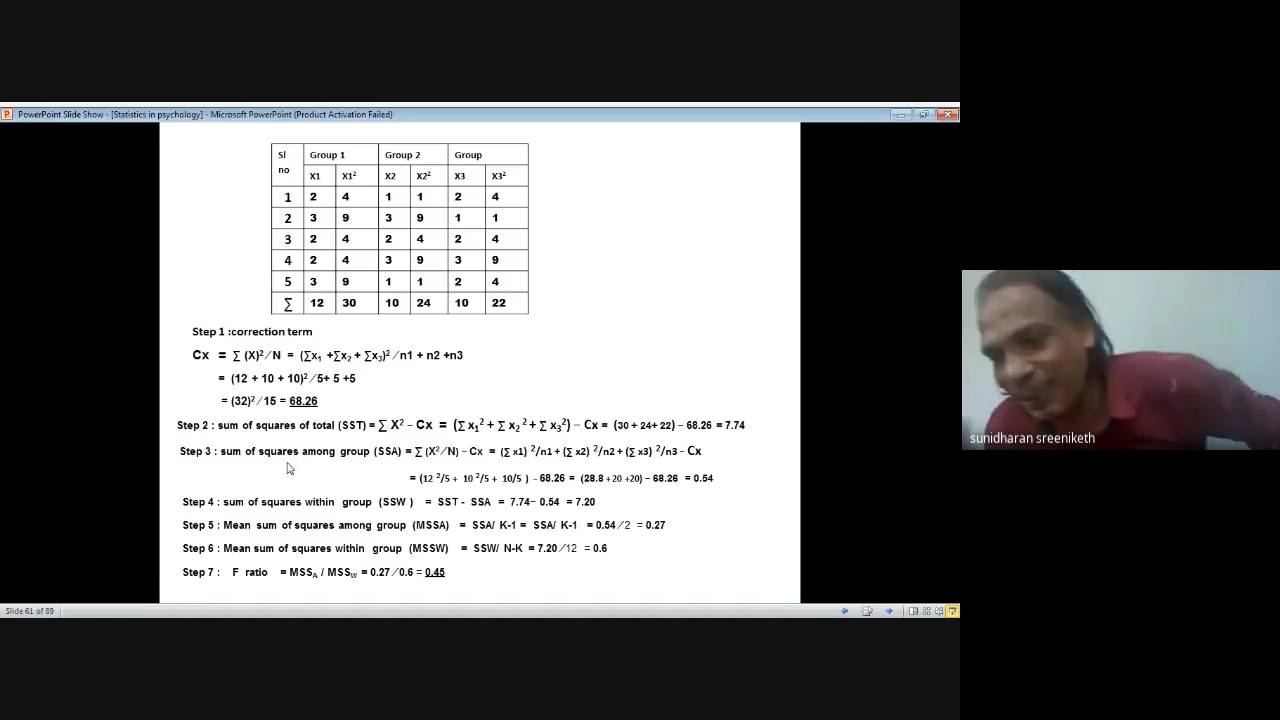 PowerPoint Slide Show - [Statistics in psychology] - Microsoft PowerPoint (Product Activation Failed)
Sl no Group 1 Group 2 Group
X1 X1² X2 X2² X3 X3²
1 2 4 1 1 2 4
2 3 9 3 9 1 1
3 2 4 2 4 2 4
4 2 4 3 9 3 9
5 3 9 1 1 2 4
∑ 12 30 10 24 10 22
Step 1 :correction term
Cx = ∑ (X)²/N = (∑x₁ +∑x₂ + ∑x₃)²/n1 + n2 +n3
= (12 + 10 + 10)²/5+ 5 +5
= (32)²/15 = 68.26
Step 2 : sum of squares of total (SST) = ∑ X² − Cx = (∑ x₁² + ∑ x₂² + ∑ x₃²) − Cx = (30 + 24+ 22) − 68.26 = 7.74
Step 3 : sum of squares among group (SSA) = ∑ (X²/N) − Cx = (∑ x1) ²/n1 + (∑ x2) ²/n2 + (∑ x3) ²/n3 − Cx
= (12 ²/5 + 10 ²/5 + 10/5 ) − 68.26 = (28.8 +20 +20) − 68.26 = 0.54
Step 4 : sum of squares within group (SSW ) = SST - SSA = 7.74− 0.54 = 7.20
Step 5 : Mean sum of squares among group (MSSA) = SSA/ K-1 = SSA/ K-1 = 0.54/2 = 0.27
Step 6 : Mean sum of squares within group (MSSW) = SSW/ N-K = 7.20/12 = 0.6
Step 7 : F ratio = MSS_A / MSS_W = 0.27/0.6 = 0.45
Slide 61 of 89
sunidharan sreeniketh